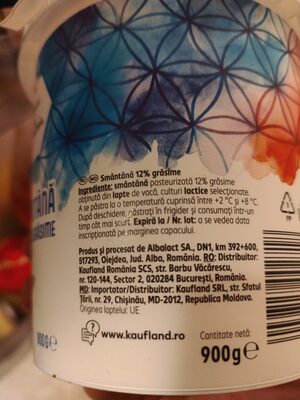 Smântână 12% grăsime
Ingrediente: smântână pasteurizată 12% grăsime
obținută din lapte de vacă, culturi lactice selecționate.
A se păstra la o temperatură cuprinsă între +2 °C și +8 °C.
După deschidere, păstrați în frigider și consumați într-un
timp cât mai scurt. Expiră la / Nr. lot: a se vedea data
inscripționată pe marginea capacului.
Produs și procesat de Albalact SA., DN1, km 392+600,
517293, Oiejdea, Jud. Alba, România. RO: Distribuitor:
Kaufland România SCS, str. Barbu Văcărescu,
nr. 120-144, Sector 2, 020284 București, România.
MD: Importator/Distribuitor: Kaufland SRL, str. Sfatul
Țării, nr. 29, Chișinău, MD-2012, Republica Moldova.
Originea laptelui: UE
www.kaufland.ro
Cantitate netă:
900g e
900g e
PP